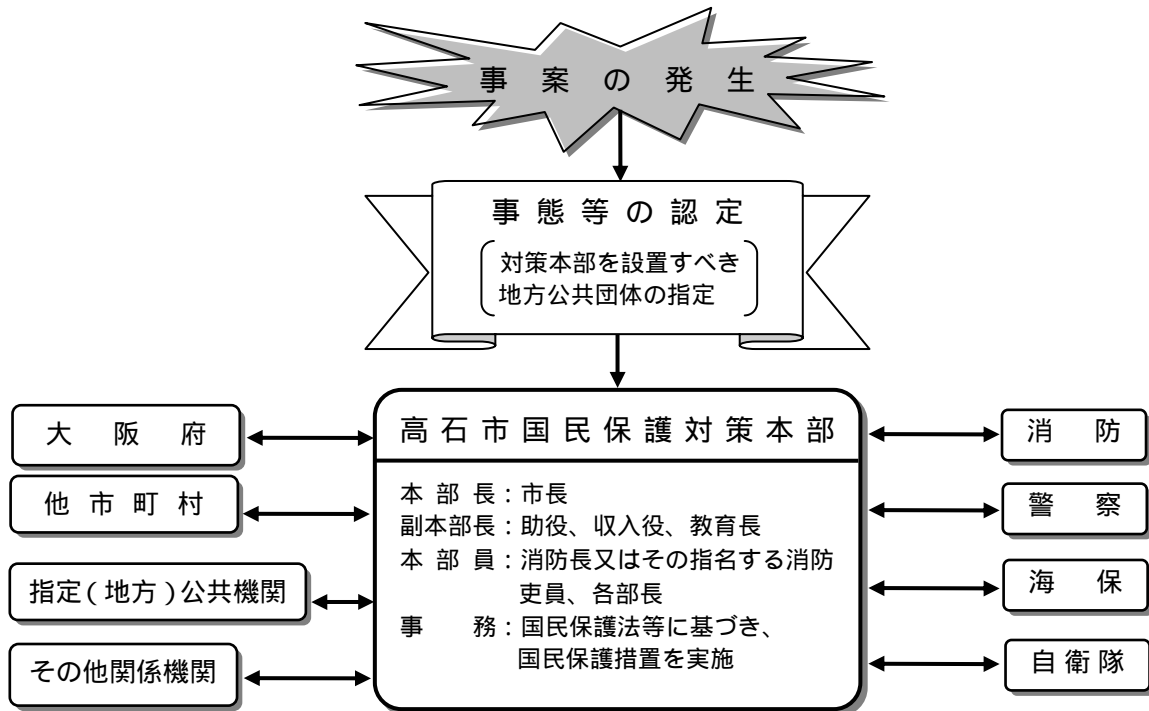 事案の発生
事態等の認定
対策本部を設置すべき
地方公共団体の指定
高石市国民保護対策本部
本部長：市長
副本部長：助役、収入役、教育長
本部員：消防長又はその指名する消防
吏員、各部長
事　務：国民保護法等に基づき、
国民保護措置を実施
大阪府
他市町村
指定(地方)公共機関
その他関係機関
消防
警察
海保
自衛隊